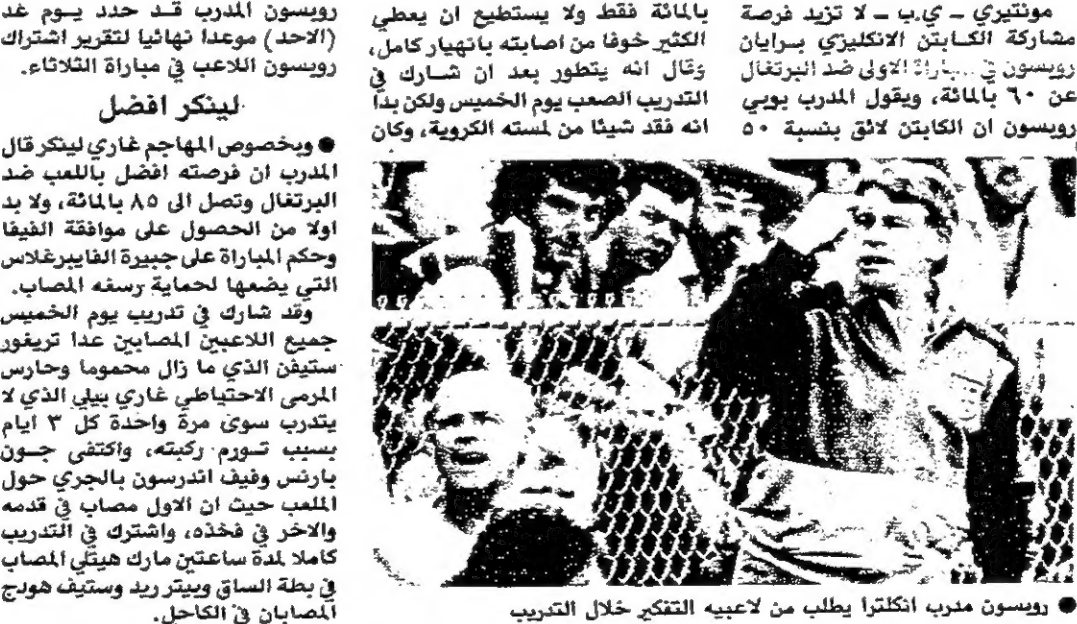 مونتيري ـ ي.ب ـ لا تزيد فرصة
مشاركة الكابتن الانكليزي برايان
روبسون في مباراة الاولى ضد البرتغال
عن ٦٠ بالمائة، ويقول المدرب بوبي
روبسون ان الكابتن لائق بنسبة ٥٠
بالمائة فقط ولا يستطيع ان يعطي
الكثير خوفا من اصابته بانهيار كامل،
وقال انه يتطور بعد ان شارك في
التدريب الصعب يوم الخميس ولكن بدا
انه فقد شيئا من لمسته الكروية، وكان
روبسون المدرب قد حدد يوم غد
(الاحد) موعدا نهائيا لتقرير اشتراك
روبسون اللاعب في مباراة الثلاثاء.
لينكر افضل
● وبخصوص المهاجم غاري لينكر قال
المدرب ان فرصته افضل باللعب ضد
البرتغال وتصل الى ٨٥ بالمائة، ولا بد
اولا من الحصول على موافقة الفيفا
وحكم المباراة على جبيرة الفايبرغلاس
التي يضعها لحماية رسغه المصاب.
وقد شارك في تدريب يوم الخميس
جميع اللاعبين المصابين عدا تريفور
ستيفن الذي ما زال محموما وحارس
المرمى الاحتياطي غاري بيلي الذي لا
يتدرب سوى مرة واحدة كل ٣ ايام
بسبب تورم ركبته، واكتفى جون
بارنس وفيف اندرسون بالجري حول
الملعب حيث ان الاول مصاب في قدمه
والاخر في فخذه، واشترك في التدريب
كاملا لمدة ساعتين مارك هيتلي المصاب
في بطة الساق وبيتر ريد وستيف هودج
المصابان في الكاحل.
● روبسون مدرب انكلترا يطلب من لاعبيه التفكير خلال التدريب